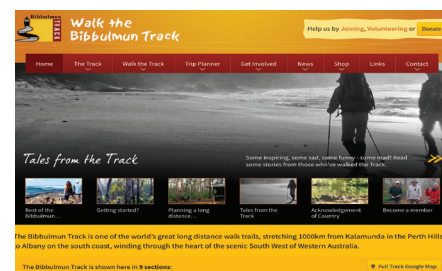 Bibbulmun
TRACK
Walk the
Bibbulmun Track
Help us by Joining, Volunteering or Donate
Home The Track Walk the Track Trip Planner Get Involved News Shop Links Contact
Tales from the Track
Some inspiring, some sad, some funny - some mad! Read
some stories from those who've walked the Track.
Best of the
Bibbulmun...
Getting started?
Planning a long
distance...
Tales from the
Track
Acknowledgement
of Country
Become a member
The Bibbulmun Track is one of the world's great long distance walk trails, stretching 1000km from Kalamunda in the Perth Hills
to Albany on the south coast, winding through the heart of the scenic South West of Western Australia.
The Bibbulmun Track is shown here in 9 sections:
Full Track Google Map